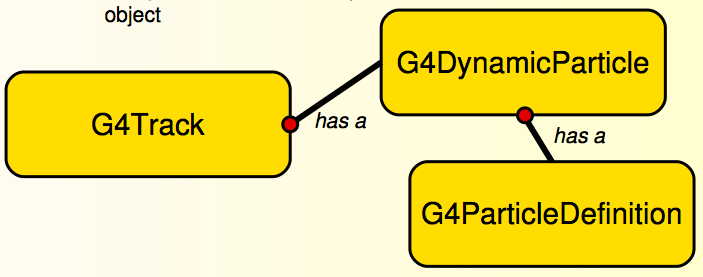 object
G4DynamicParticle
G4Track
has a
has a
G4ParticleDefinition